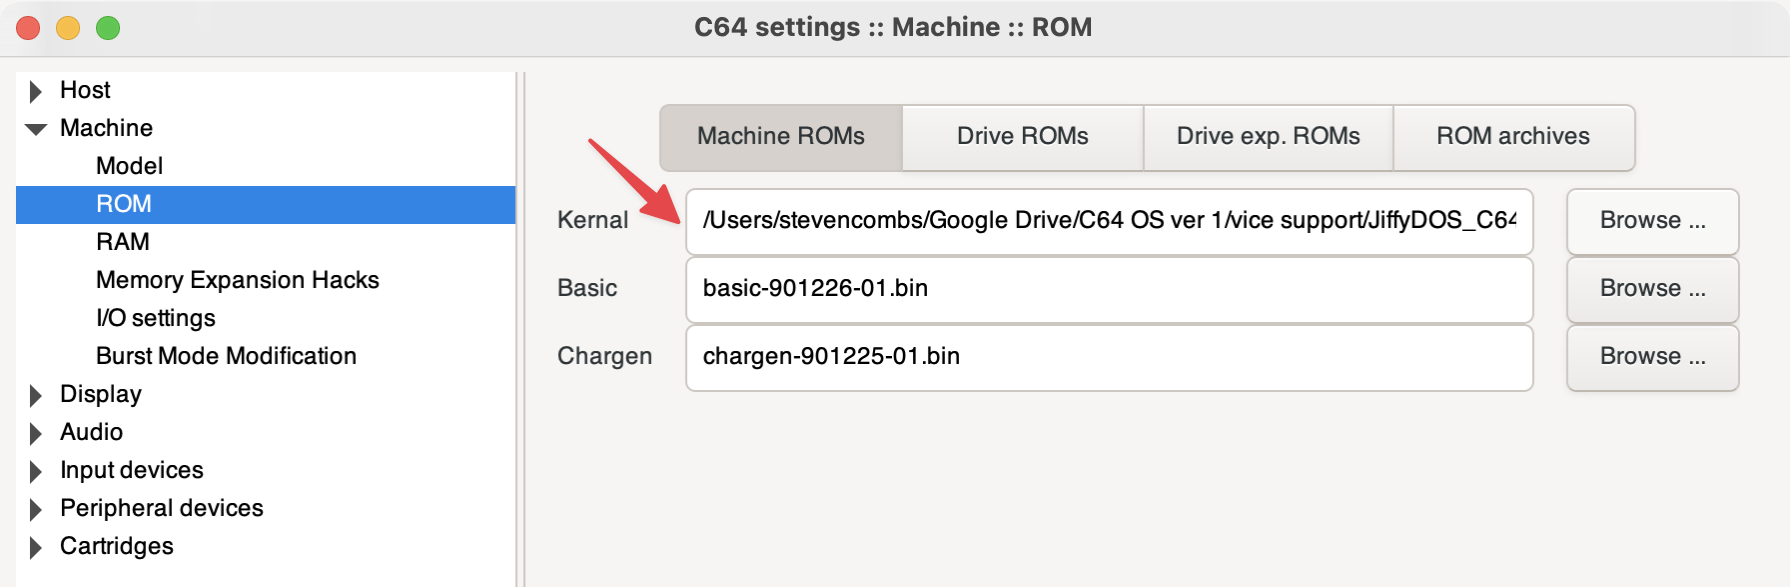 C64 settings :: Machine :: ROM
Host
Machine
Model
ROM
RAM
Memory Expansion Hacks
I/O settings
Burst Mode Modification
Display
Audio
Input devices
Peripheral devices
Cartridges
Machine ROMs
Drive ROMs
Drive exp. ROMs
ROM archives
Kernal
/Users/stevencombs/Google Drive/C64 OS ver 1/vice support/JiffyDOS_C64
Browse ...
Basic
basic-901226-01.bin
Browse ...
Chargen
chargen-901225-01.bin
Browse ...